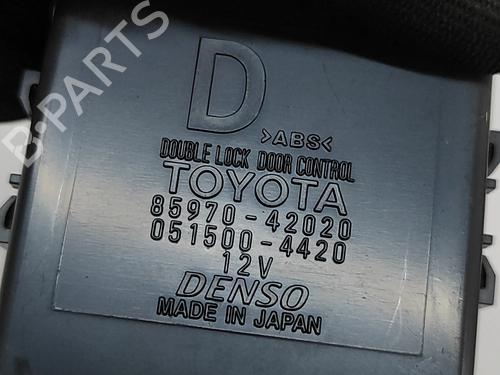 B-PARTS
D
>ABS<
DOUBLE LOCK DOOR CONTROL
TOYOTA
85970-42020
051500-4420
12V
DENSO
MADE IN JAPAN